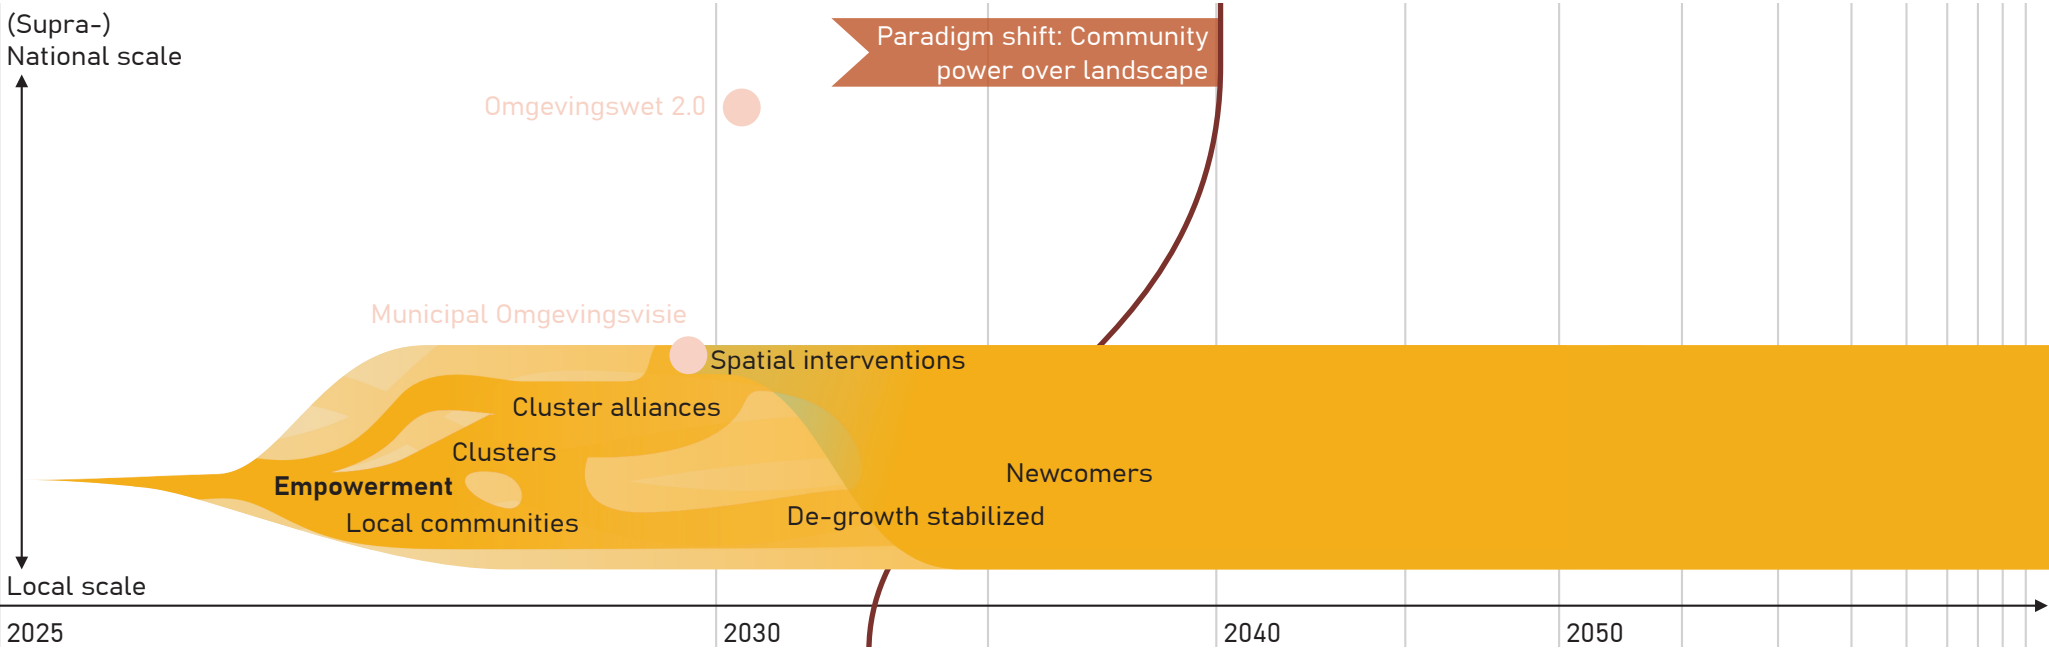 (Supra-)
National scale
Paradigm shift: Community
power over landscape
Omgevingswet 2.0
Municipal Omgevingsvisie
Spatial interventions
Cluster alliances
Clusters
Newcomers
Empowerment
De-growth stabilized
Local communities
Local scale
2025
2030
2040
2050